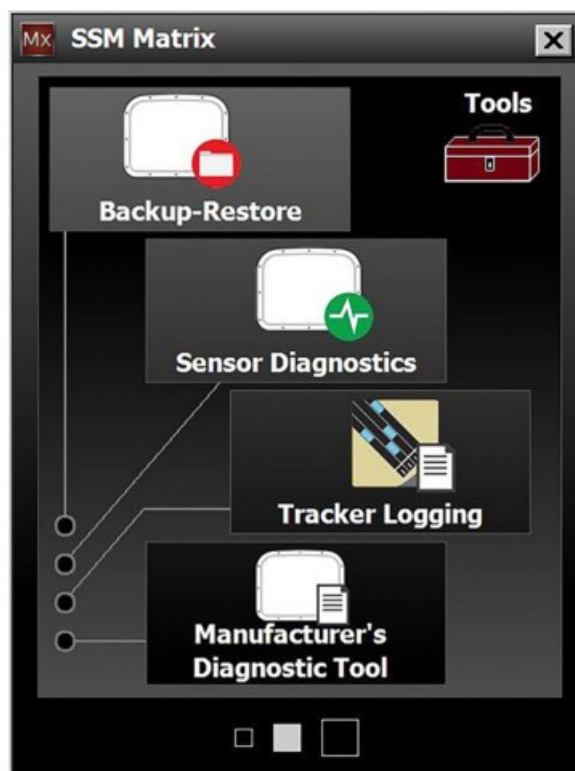 Mx SSM Matrix
Tools
Backup-Restore
Sensor Diagnostics
Tracker Logging
Manufacturer's
Diagnostic Tool